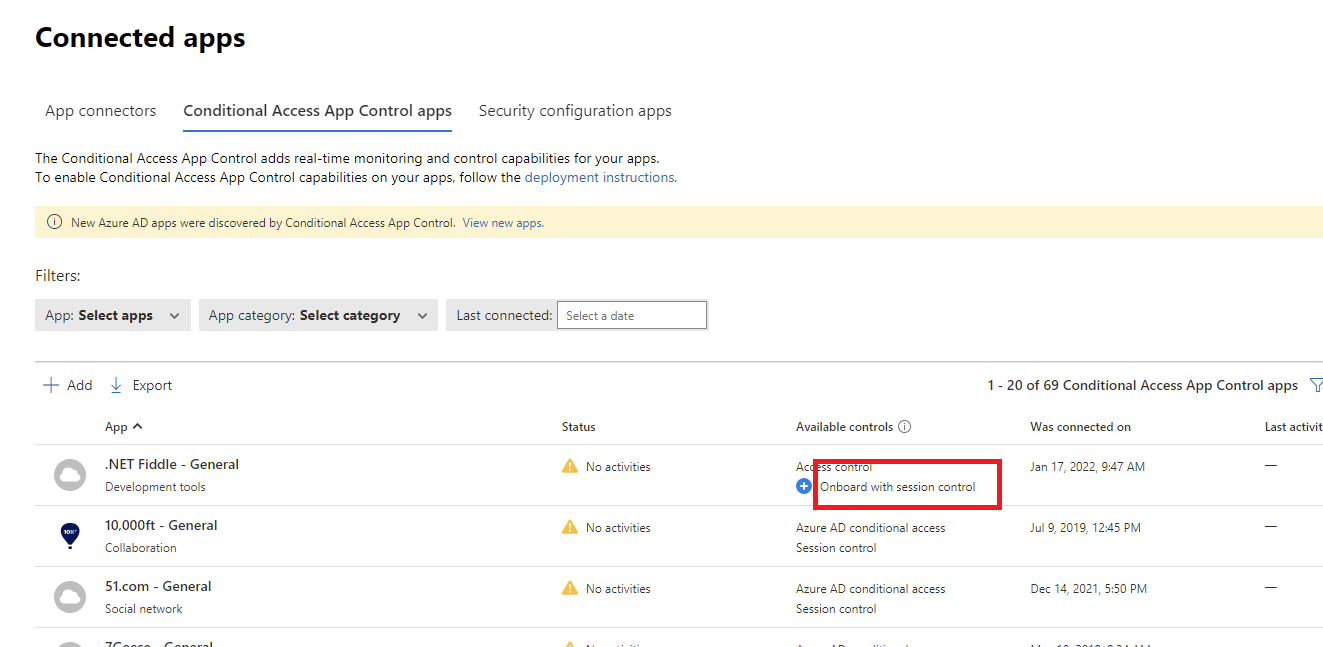 Connected apps
App connectors Conditional Access App Control apps Security configuration apps
The Conditional Access App Control adds real-time monitoring and control capabilities for your apps.
To enable Conditional Access App Control capabilities on your apps, follow the deployment instructions.
New Azure AD apps were discovered by Conditional Access App Control. View new apps.
Filters:
App: Select apps App category: Select category Last connected: Select a date
Add Export 1 - 20 of 69 Conditional Access App Control apps
App Status Available controls Was connected on Last activit
.NET Fiddle - General No activities Access control Jan 17, 2022, 9:47 AM —
Development tools Onboard with session control
10,000ft - General No activities Azure AD conditional access Jul 9, 2019, 12:45 PM —
Collaboration Session control
51.com - General No activities Azure AD conditional access Dec 14, 2021, 5:50 PM —
Social network Session control